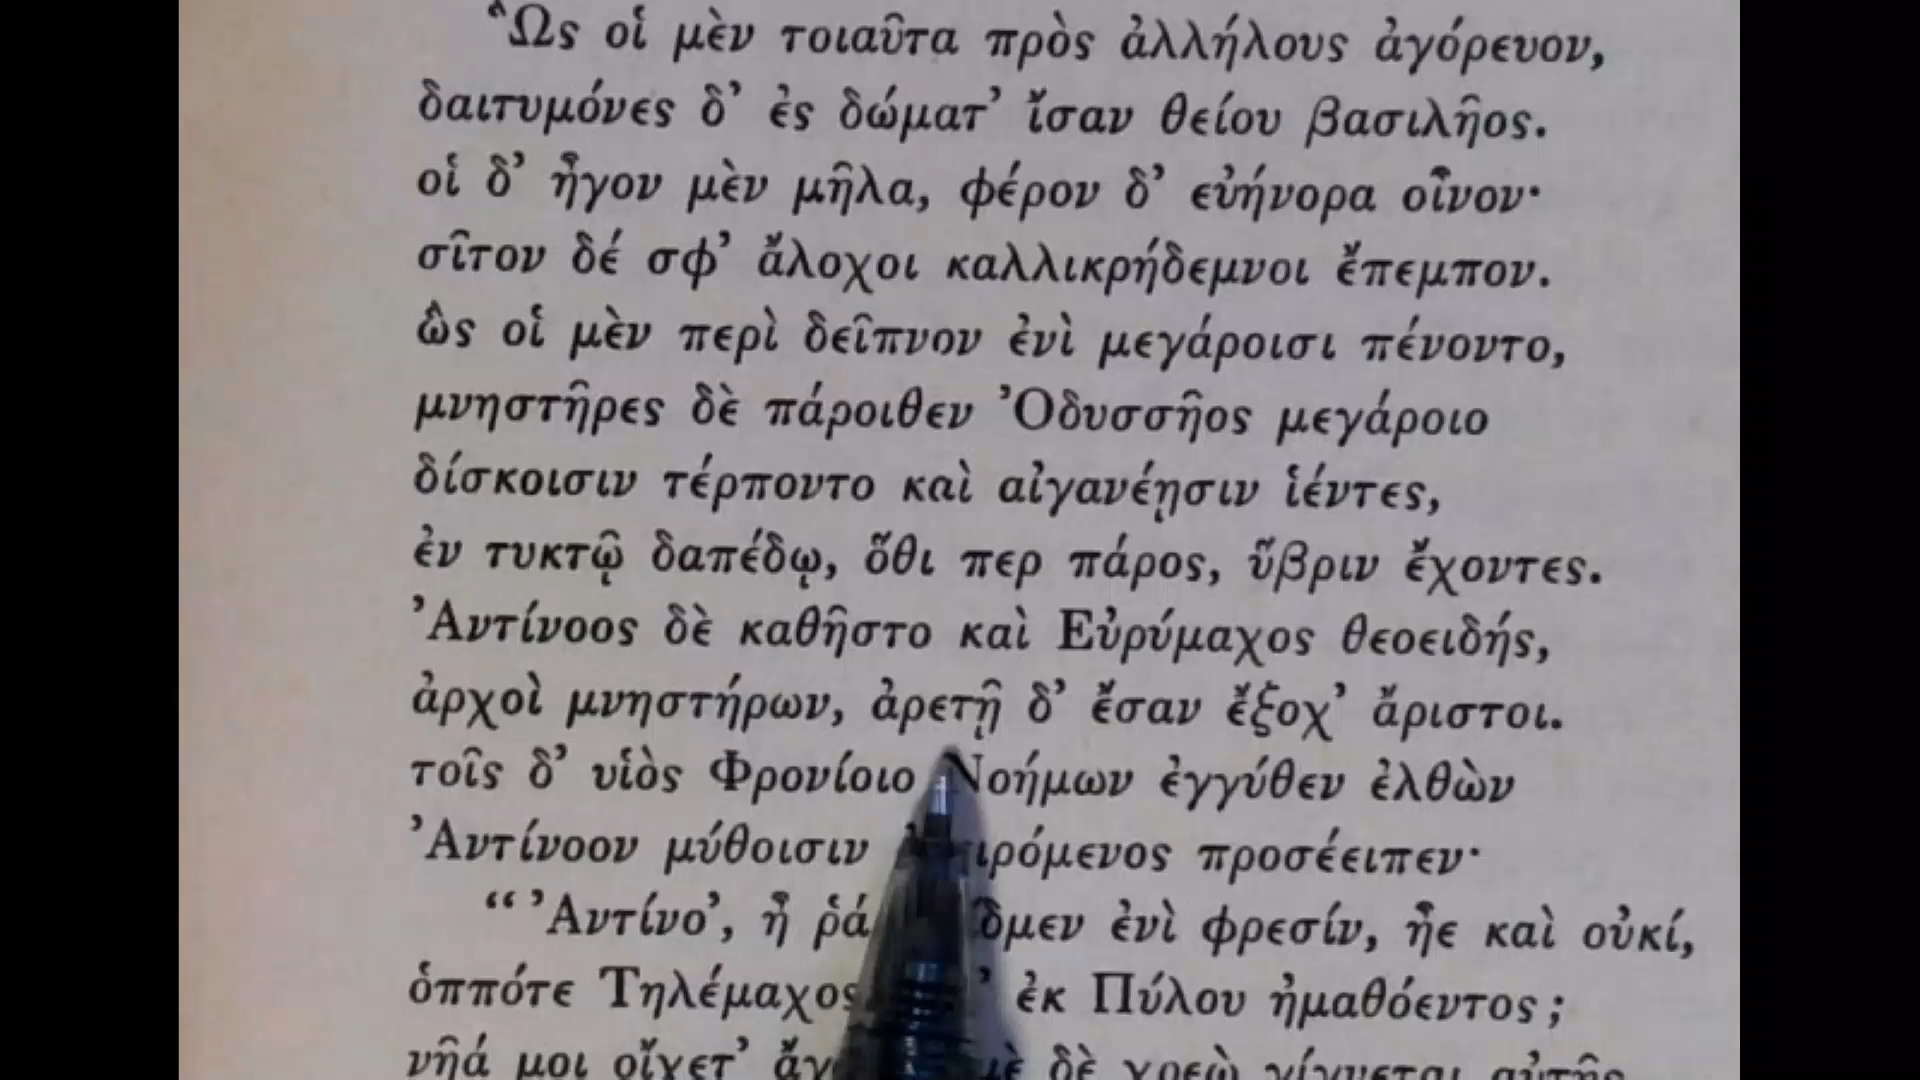 Ὣς οἱ μὲν τοιαῦτα πρὸς ἀλλήλους ἀγόρευον,
δαιτυμόνες δ’ ἐς δώματ’ ἴσαν θείου βασιλῆος.
οἱ δ’ ἦγον μὲν μῆλα, φέρον δ’ εὐήνορα οἶνον·
σῖτον δέ σφ’ ἄλοχοι καλλικρήδεμνοι ἔπεμπον.
ὣς οἱ μὲν περὶ δεῖπνον ἐνὶ μεγάροισι πένοντο,
μνηστῆρες δὲ πάροιθεν Ὀδυσσῆος μεγάροιο
δίσκοισιν τέρποντο καὶ αἰγανέῃσιν ἱέντες,
ἐν τυκτῷ δαπέδῳ, ὅθι περ πάρος, ὕβριν ἔχοντες.
Ἀντίνοος δὲ καθῆστο καὶ Εὐρύμαχος θεοειδής,
ἀρχοὶ μνηστήρων, ἀρετῇ δ’ ἔσαν ἔξοχ’ ἄριστοι.
τοῖς δ’ υἱὸς Φρονίοιο Νοήμων ἐγγύθεν ἐλθὼν
Ἀντίνοον μύθοισιν προσέειπεν·
“Ἀντίνο’, ἦ ῥά ἐνὶ φρεσίν, ἦε καὶ οὐκί,
ὁππότε Τηλέμαχος ἐκ Πύλου ἠμαθόεντος;
νῆά μοι οἴχετ’ δὲ χρεὼ γίγνεται αὐτῆς